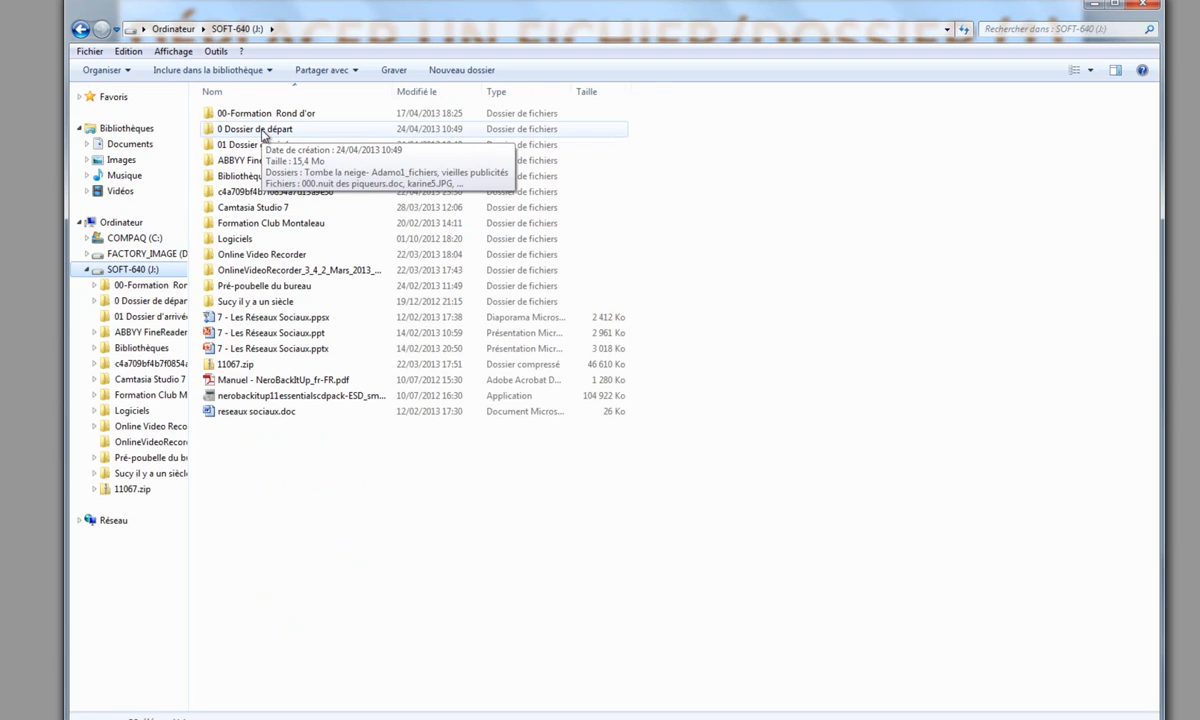 DÉPLACER UN FICHIER/DOSSIER (1)
Ordinateur SOFT-640 (J:)
Rechercher dans : SOFT-640 (J:)
Fichier Edition Affichage Outils ?
Organiser Inclure dans la bibliothèque Partager avec Graver Nouveau dossier
Nom Modifié le Type Taille
Favoris
Bibliothèques
Documents
Images
Musique
Vidéos
Ordinateur
COMPAQ (C:)
FACTORY_IMAGE (D
SOFT-640 (J:)
00-Formation Ror
0 Dossier de dépar
01 Dossier d'arrivé
ABBYY FineReader
Bibliothèques
c4a709bf4b7f0854a
Camtasia Studio 7
Formation Club M
Logiciels
Online Video Reco
OnlineVideoRecor
Pré-poubelle du b
Sucy il y a un siècle
11067.zip
Réseau
00-Formation Rond d'or 17/04/2013 18:25 Dossier de fichiers
0 Dossier de départ 24/04/2013 10:49 Dossier de fichiers
01 Dossier Dossier de fichiers
ABBYY Fine
Bibliothèqu
Date de création : 24/04/2013 10:49
Taille : 15,4 Mo
Dossiers : Tombe la neige- Adamo1_fichiers, vieilles publicités
Fichiers : 000.nuit des piqueurs.doc, karine5.JPG, ...
Dossier de fichiers
Camtasia Studio 7 28/03/2013 12:06 Dossier de fichiers
Formation Club Montaleau 20/02/2013 14:11 Dossier de fichiers
Logiciels 01/10/2012 18:20 Dossier de fichiers
Online Video Recorder 22/03/2013 18:04 Dossier de fichiers
OnlineVideoRecorder_3_4_2_Mars_2013_... 22/03/2013 17:43 Dossier de fichiers
Pré-poubelle du bureau 24/02/2013 11:49 Dossier de fichiers
Sucy il y a un siècle 19/12/2012 21:15 Dossier de fichiers
7 - Les Réseaux Sociaux.ppsx 12/02/2013 17:38 Diaporama Micros... 2 412 Ko
7 - Les Réseaux Sociaux.ppt 14/02/2013 10:59 Présentation Micr... 2 961 Ko
7 - Les Réseaux Sociaux.pptx 14/02/2013 20:50 Présentation Micr... 3 018 Ko
11067.zip 22/03/2013 17:51 Dossier compressé 46 610 Ko
Manuel - NeroBackItUp_fr-FR.pdf 10/07/2012 15:30 Adobe Acrobat D... 1 280 Ko
nerobackitup11essentialscdpack-ESD_sm... 10/07/2012 16:30 Application 104 922 Ko
reseaux sociaux.doc 12/02/2013 17:30 Document Micros... 26 Ko